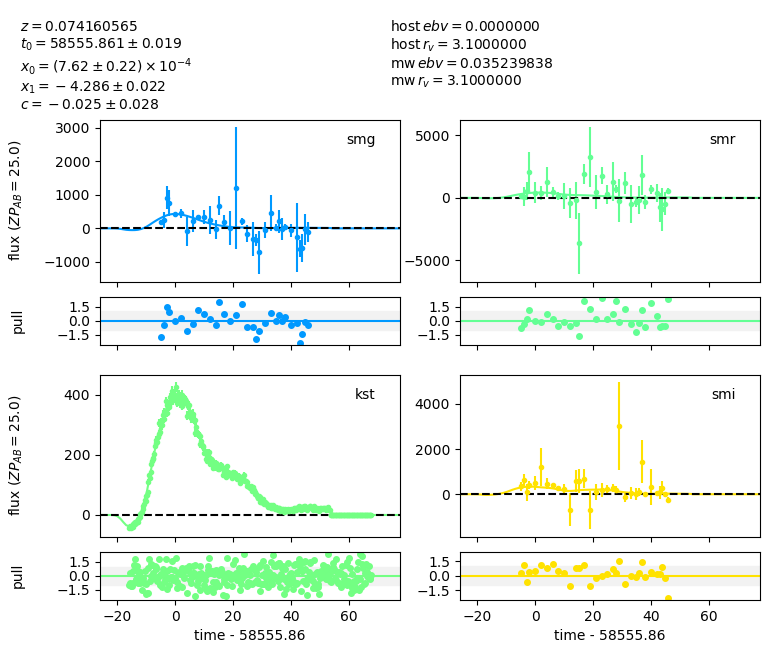 z = 0.074160565
t₀ = 58555.861 ± 0.019
x₀ = (7.62 ± 0.22) × 10⁻⁴
x₁ = −4.286 ± 0.022
c = −0.025 ± 0.028
host ebv = 0.0000000
host r_v = 3.1000000
mw ebv = 0.035239838
mw r_v = 3.1000000
flux (ZP_AB = 25.0)
3000
2000
1000
0
−1000
smg
5000
0
−5000
smr
pull
1.5
0.0
−1.5
1.5
0.0
−1.5
flux (ZP_AB = 25.0)
400
200
0
kst
4000
2000
0
smi
pull
1.5
0.0
−1.5
1.5
0.0
−1.5
−20 0 20 40 60
time - 58555.86
−20 0 20 40 60
time - 58555.86